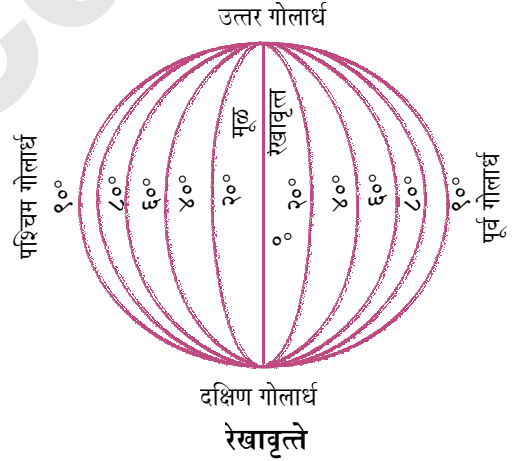 उत्तर गोलार्ध
पश्चिम गोलार्ध
९०°
८०°
६०°
४०°
२०°
मूळ
रेखावृत्त
०°
२०°
४०°
६०°
८०°
९०°
पूर्व गोलार्ध
दक्षिण गोलार्ध
रेखावृत्ते